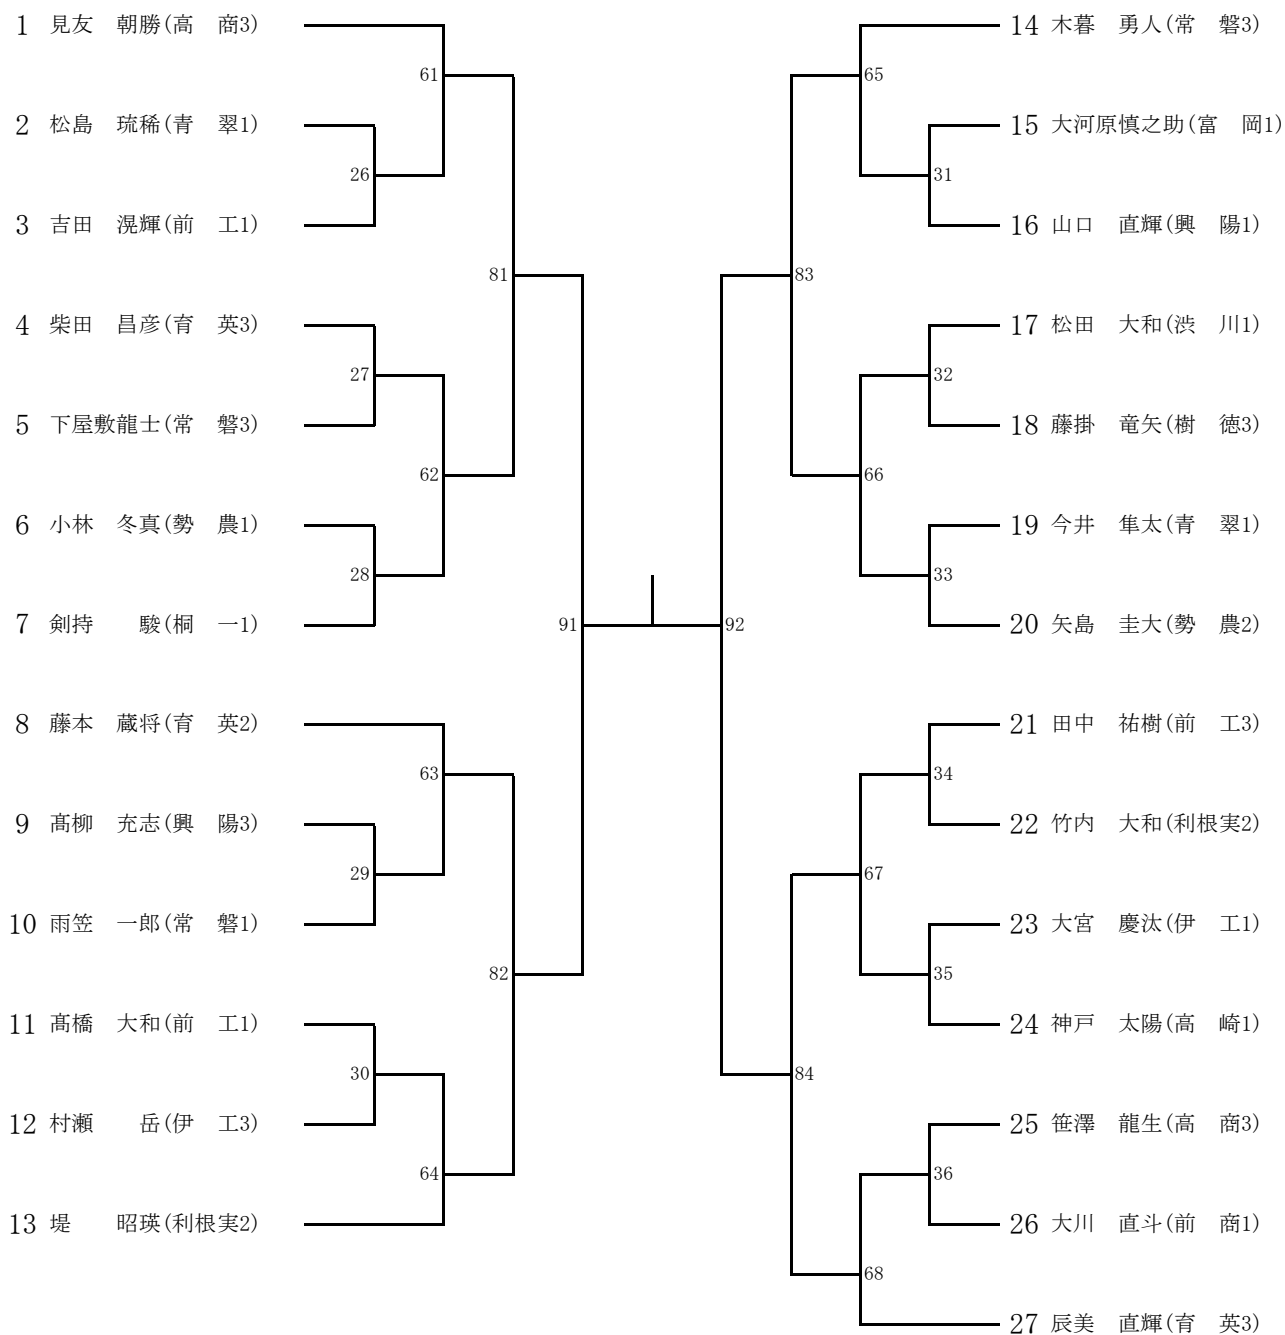 1 見友 朝勝(高 商3)
61
2 松島 琉稀(青 翠1)
26
3 吉田 滉輝(前 工1)
81
4 柴田 昌彦(育 英3)
27
5 下屋敷龍士(常 磐3)
62
6 小林 冬真(勢 農1)
28
7 剣持 駿(桐 一1)
91
8 藤本 蔵将(育 英2)
63
9 髙柳 充志(興 陽3)
29
10 雨笠 一郎(常 磐1)
82
11 髙橋 大和(前 工1)
30
12 村瀬 岳(伊 工3)
64
13 堤 昭瑛(利根実2)
14 木暮 勇人(常 磐3)
65
15 大河原慎之助(富 岡1)
31
16 山口 直輝(興 陽1)
83
17 松田 大和(渋 川1)
32
18 藤掛 竜矢(樹 徳3)
66
19 今井 隼太(青 翠1)
33
20 矢島 圭大(勢 農2)
92
21 田中 祐樹(前 工3)
34
22 竹内 大和(利根実2)
67
23 大宮 慶汰(伊 工1)
35
24 神戸 太陽(高 崎1)
84
25 笹澤 龍生(高 商3)
36
26 大川 直斗(前 商1)
68
27 辰美 直輝(育 英3)